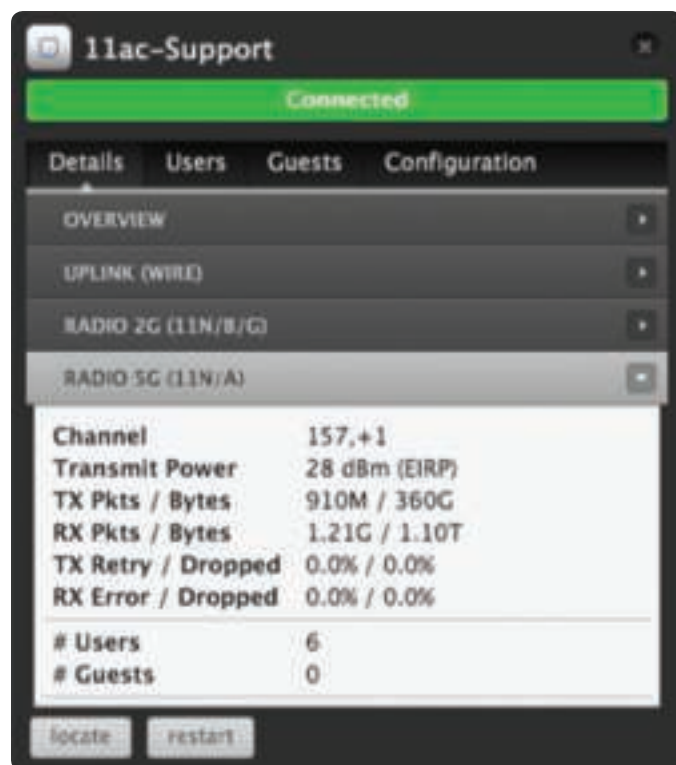 11ac-Support
Connected
Details Users Guests Configuration
OVERVIEW
UPLINK (WIRE)
RADIO 2G (11N/B/G)
RADIO 5G (11N/A)
Channel 157,+1
Transmit Power 28 dBm (EIRP)
TX Pkts / Bytes 910M / 360G
RX Pkts / Bytes 1.21G / 1.10T
TX Retry / Dropped 0.0% / 0.0%
RX Error / Dropped 0.0% / 0.0%
# Users 6
# Guests 0
locate restart